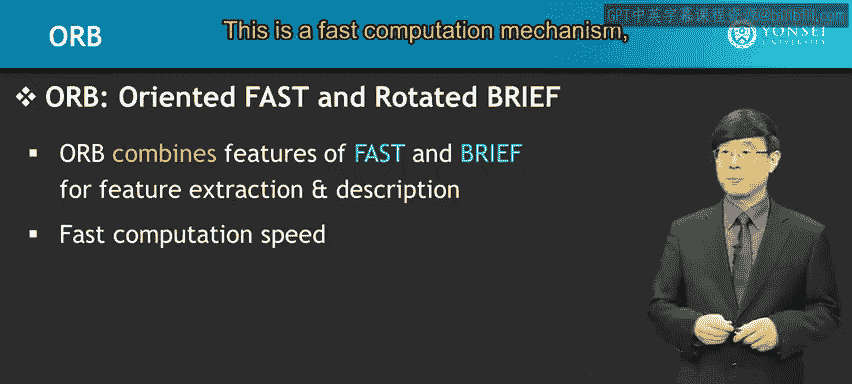 ORB
This is a fast computation mechanism,
YONSEI
UNIVERSITY
❖ ORB: Oriented FAST and Rotated BRIEF
▪ ORB combines features of FAST and BRIEF
for feature extraction & description
▪ Fast computation speed